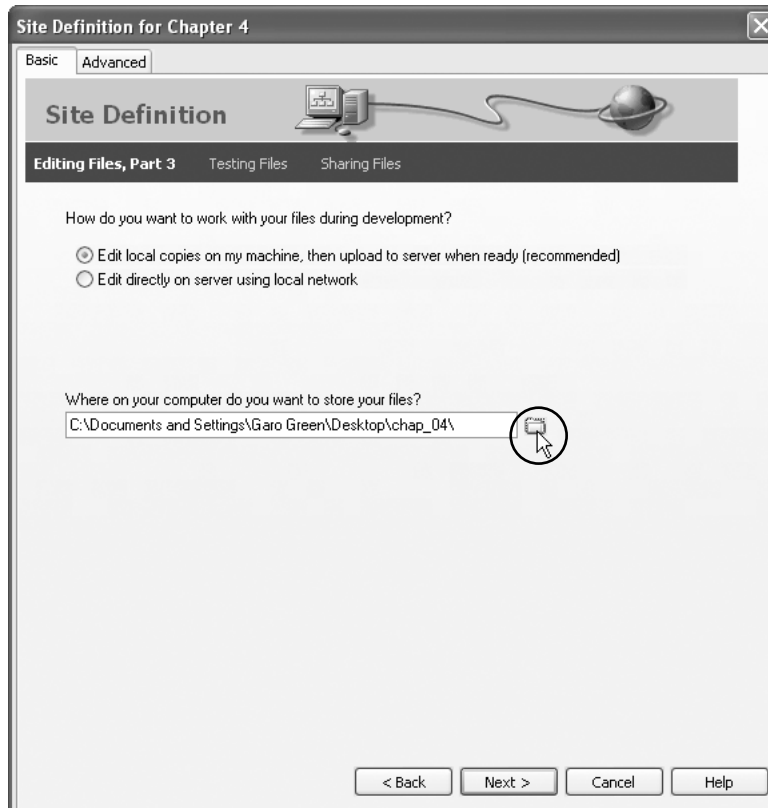 Site Definition for Chapter 4
Basic
Advanced
Site Definition
Editing Files, Part 3
Testing Files
Sharing Files
How do you want to work with your files during development?
Edit local copies on my machine, then upload to server when ready (recommended)
Edit directly on server using local network
Where on your computer do you want to store your files?
C:\Documents and Settings\Garo Green\Desktop\chap_04\
< Back
Next >
Cancel
Help